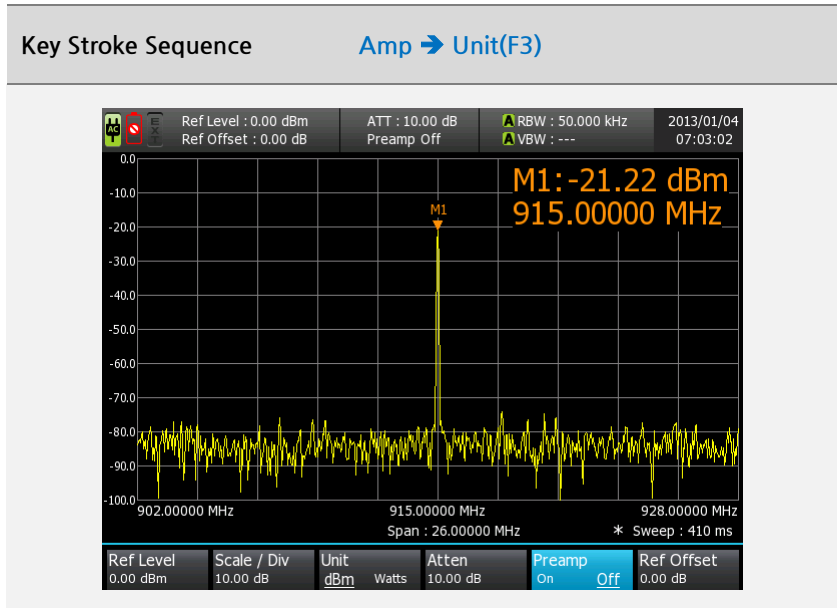 Key Stroke Sequence Amp ➔ Unit(F3)
AC EXT Ref Level : 0.00 dBm ATT : 10.00 dB A RBW : 50.000 kHz 2013/01/04
Ref Offset : 0.00 dB Preamp Off A VBW : --- 07:03:02
0.0
M1:-21.22 dBm
-10.0
M1
915.00000 MHz
-20.0
-30.0
-40.0
-50.0
-60.0
-70.0
-80.0
-90.0
-100.0
902.00000 MHz 915.00000 MHz 928.00000 MHz
Span : 26.00000 MHz * Sweep : 410 ms
Ref Level Scale / Div Unit Atten Preamp Ref Offset
0.00 dBm 10.00 dB dBm Watts 10.00 dB On Off 0.00 dB